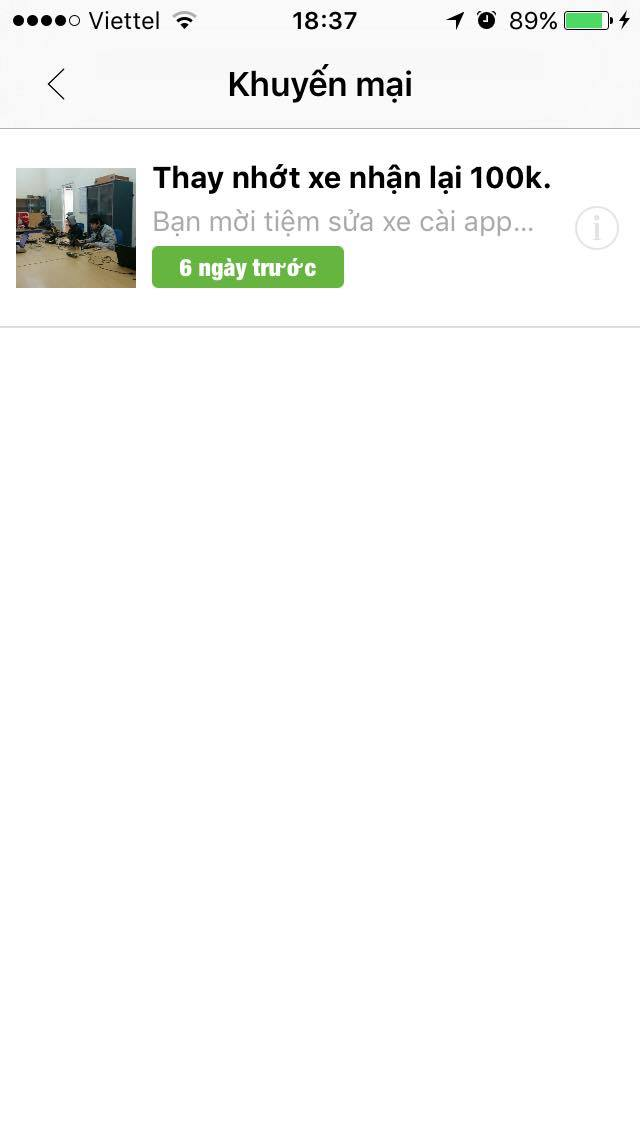 Viettel 18:37 89%
Khuyến mại
Thay nhớt xe nhận lại 100k.
Bạn mời tiệm sửa xe cài app...
6 ngày trước